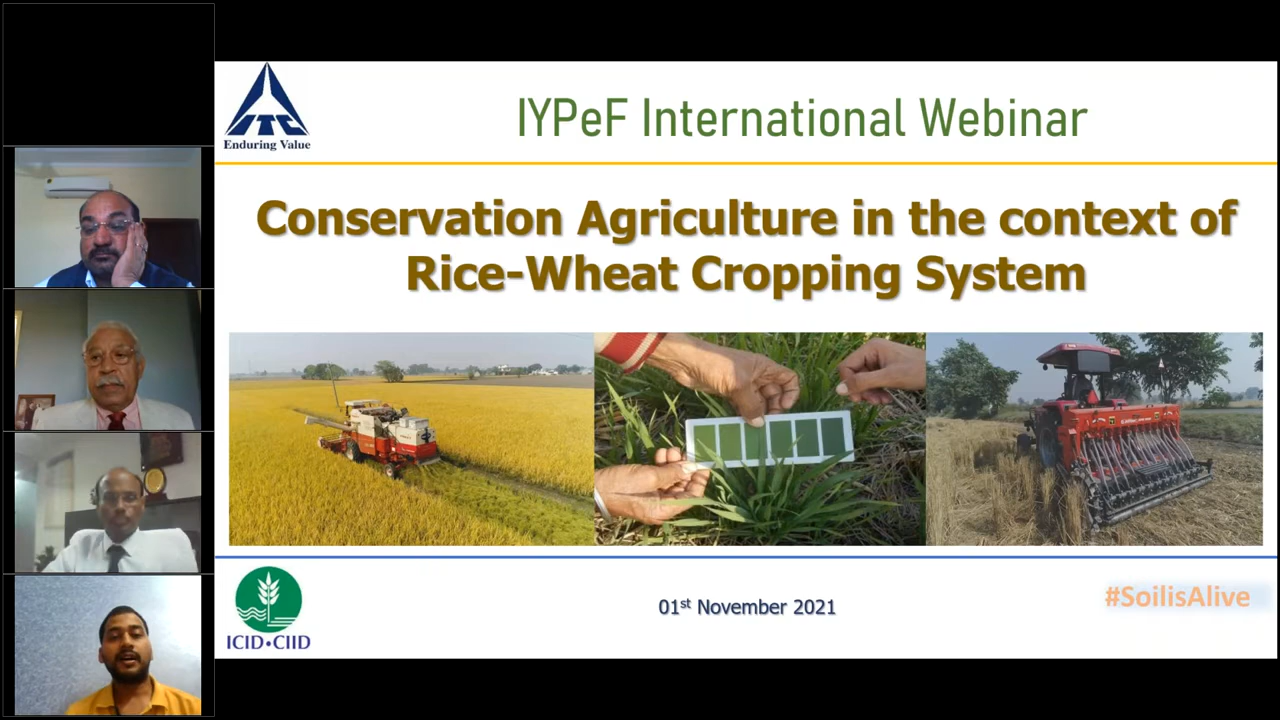 ITC
Enduring Value
IYPeF International Webinar
Conservation Agriculture in the context of
Rice-Wheat Cropping System
ICID•CIID
01st November 2021
#SoilisAlive